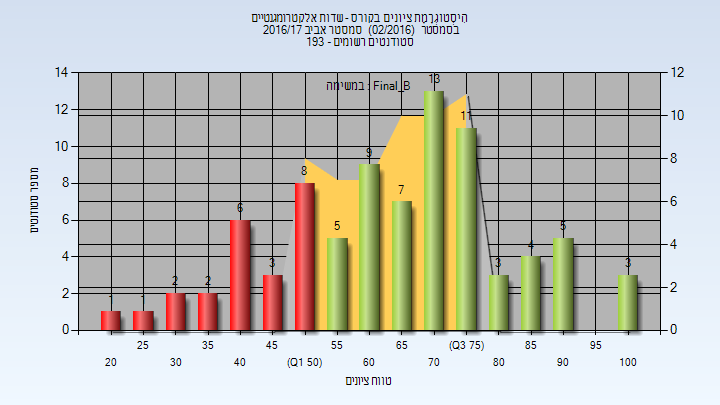 הִיסְטוֹגְרָמַת ציונים בקורס - שדות אלקטרומגנטיים
בסמסטר (02/2016) סמסטר אביב 2016/17
סטודנטים רשומים - 193
במשימה : Final_B
מספר סטודנטים
14 12 10 8 6 4 2 0
12 10 8 6 4 2 0
1 1 2 2 6 3 8 5 9 7 13 11 3 4 5 3
25 35 45 55 65 (Q3 75) 85 95
20 30 40 (Q1 50) 60 70 80 90 100
טווח ציונים